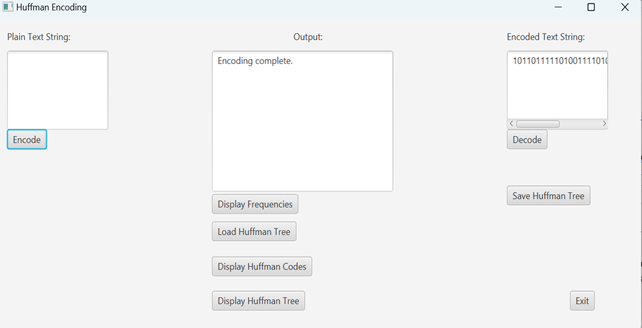 Huffman Encoding
Plain Text String:
Output:
Encoded Text String:
Encoding complete.
101101111101001111010
Encode
Decode
Display Frequencies
Save Huffman Tree
Load Huffman Tree
Display Huffman Codes
Display Huffman Tree
Exit